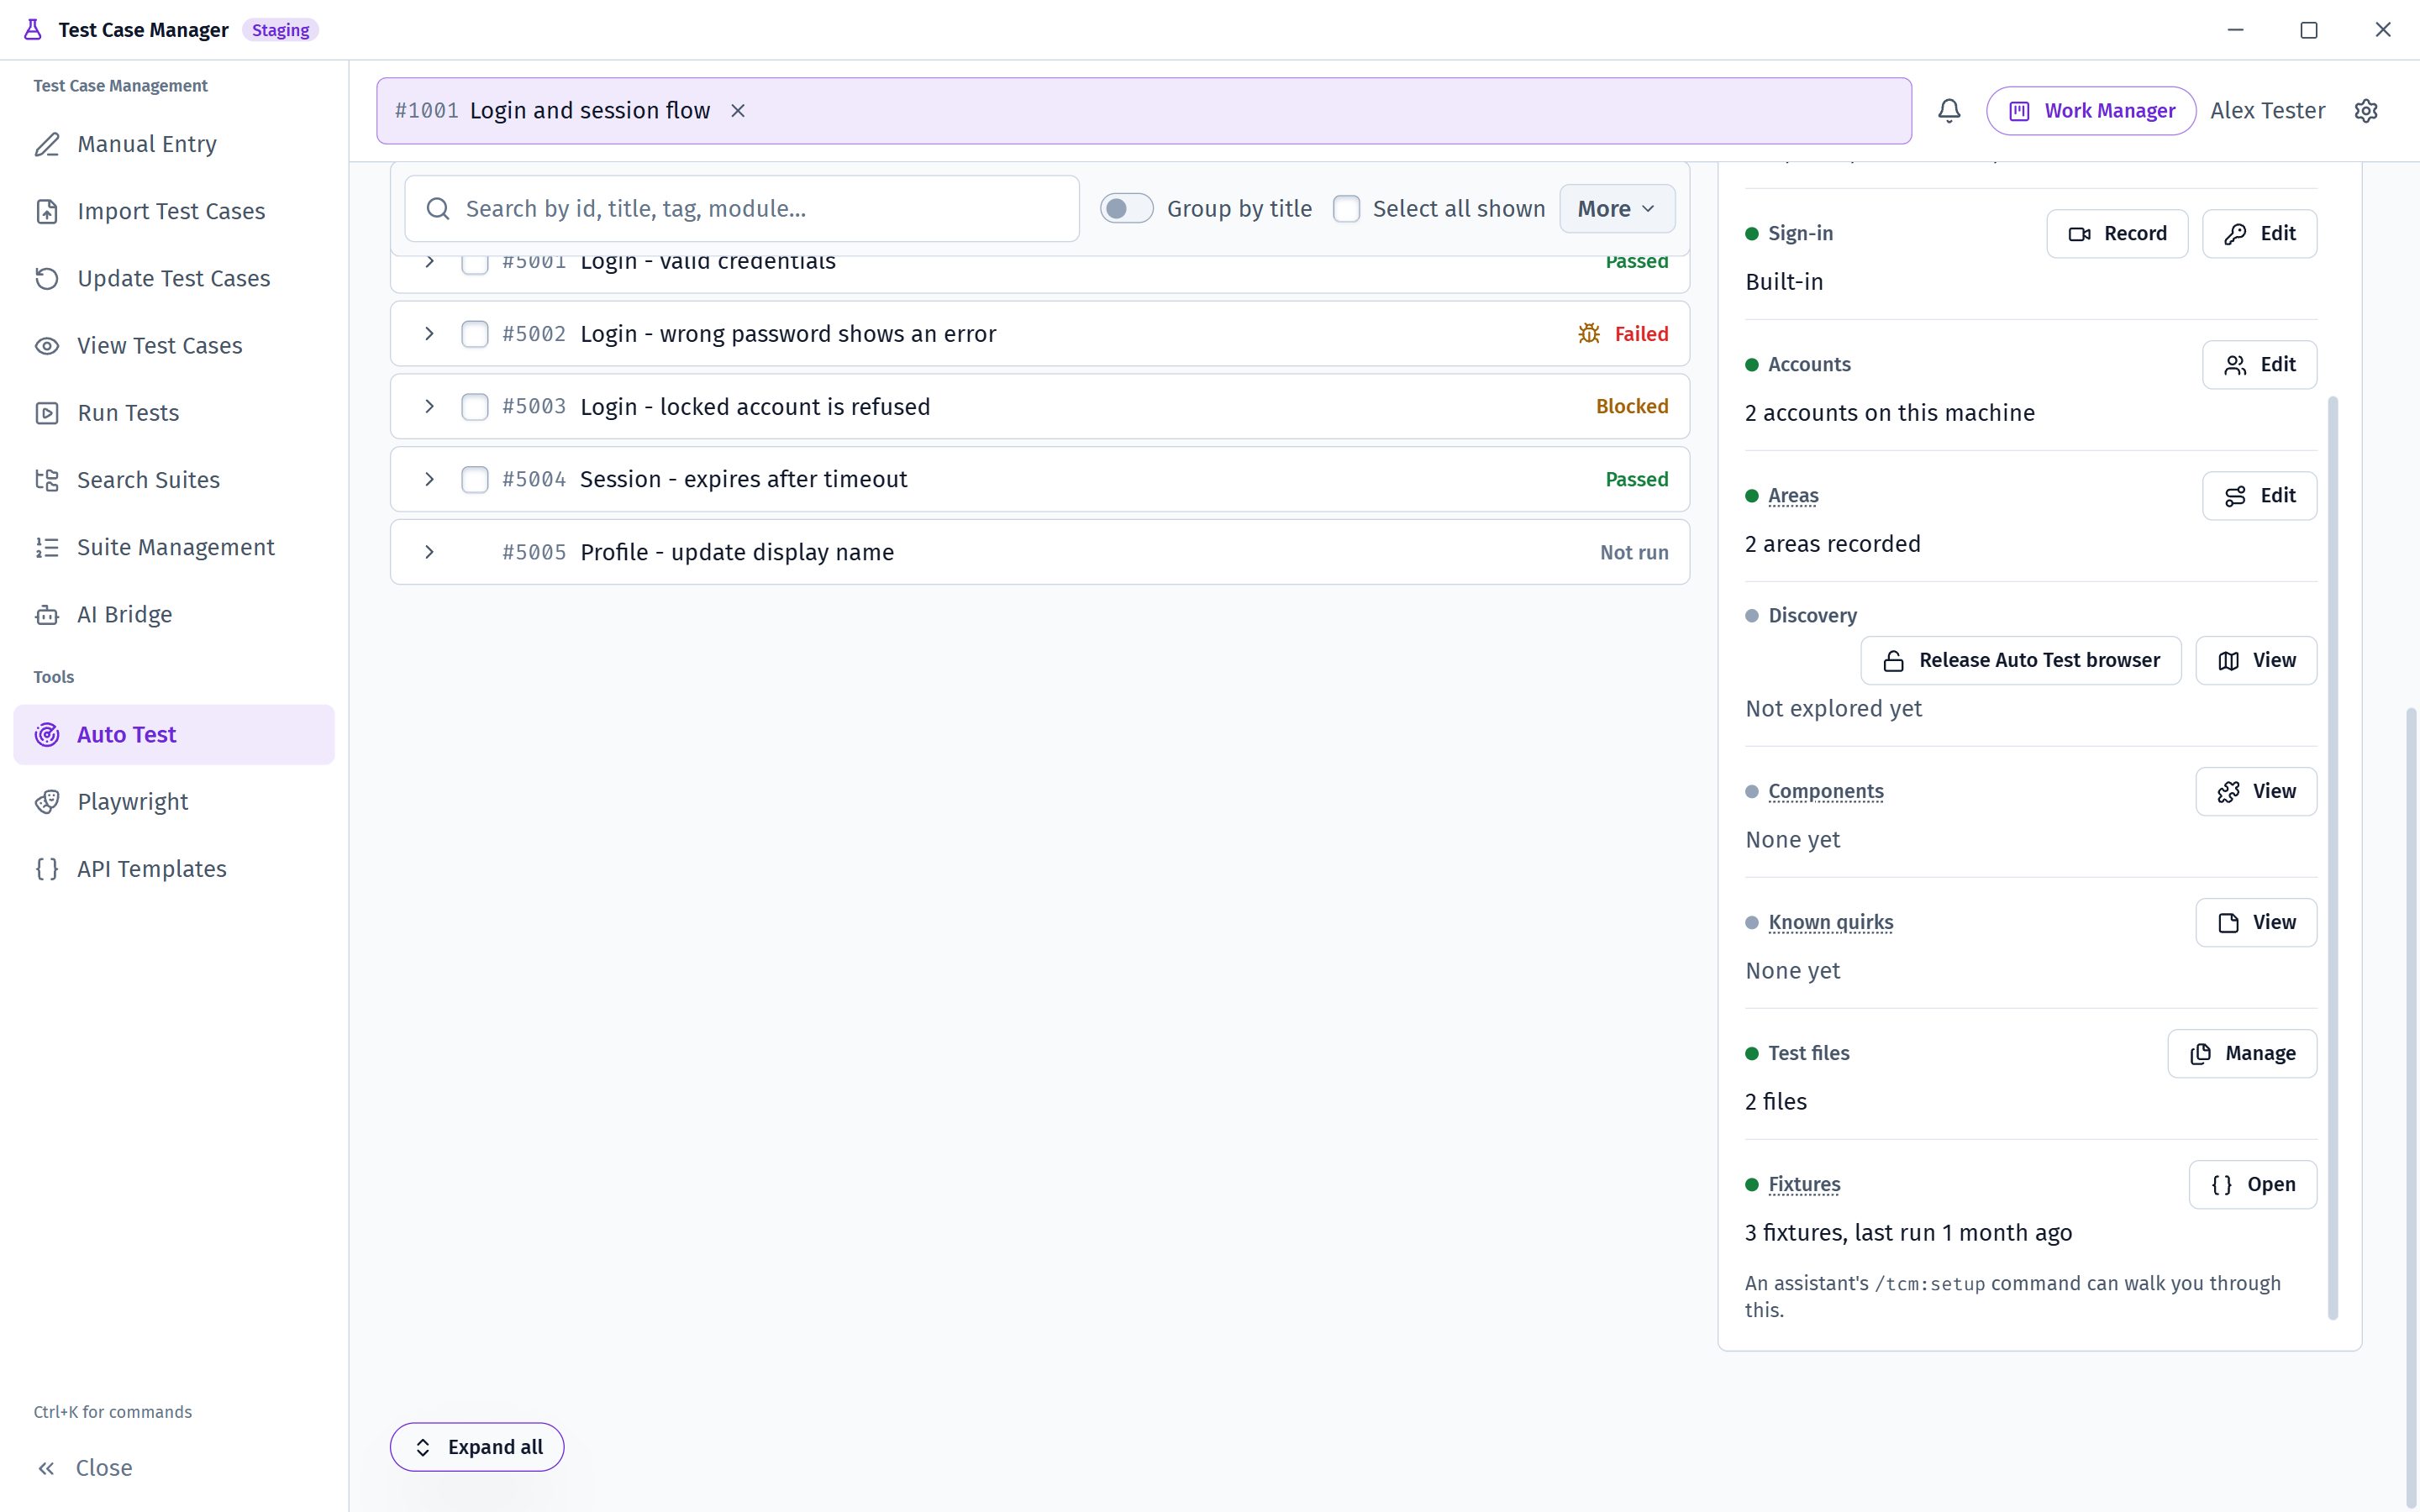 Test Case Manager Staging
Test Case Management
Manual Entry
Import Test Cases
Update Test Cases
View Test Cases
Run Tests
Search Suites
Suite Management
AI Bridge
Tools
Auto Test
Playwright
API Templates
Ctrl+K for commands
Close
#1001 Login and session flow
Work Manager
Alex Tester
Search by id, title, tag, module...
Group by title
Select all shown
More
#5001 Login - valid credentials Passed
#5002 Login - wrong password shows an error Failed
#5003 Login - locked account is refused Blocked
#5004 Session - expires after timeout Passed
#5005 Profile - update display name Not run
Expand all
Sign-in Record Edit
Built-in
Accounts Edit
2 accounts on this machine
Areas Edit
2 areas recorded
Discovery
Release Auto Test browser View
Not explored yet
Components View
None yet
Known quirks View
None yet
Test files Manage
2 files
Fixtures Open
3 fixtures, last run 1 month ago
An assistant's /tcm:setup command can walk you through
this.